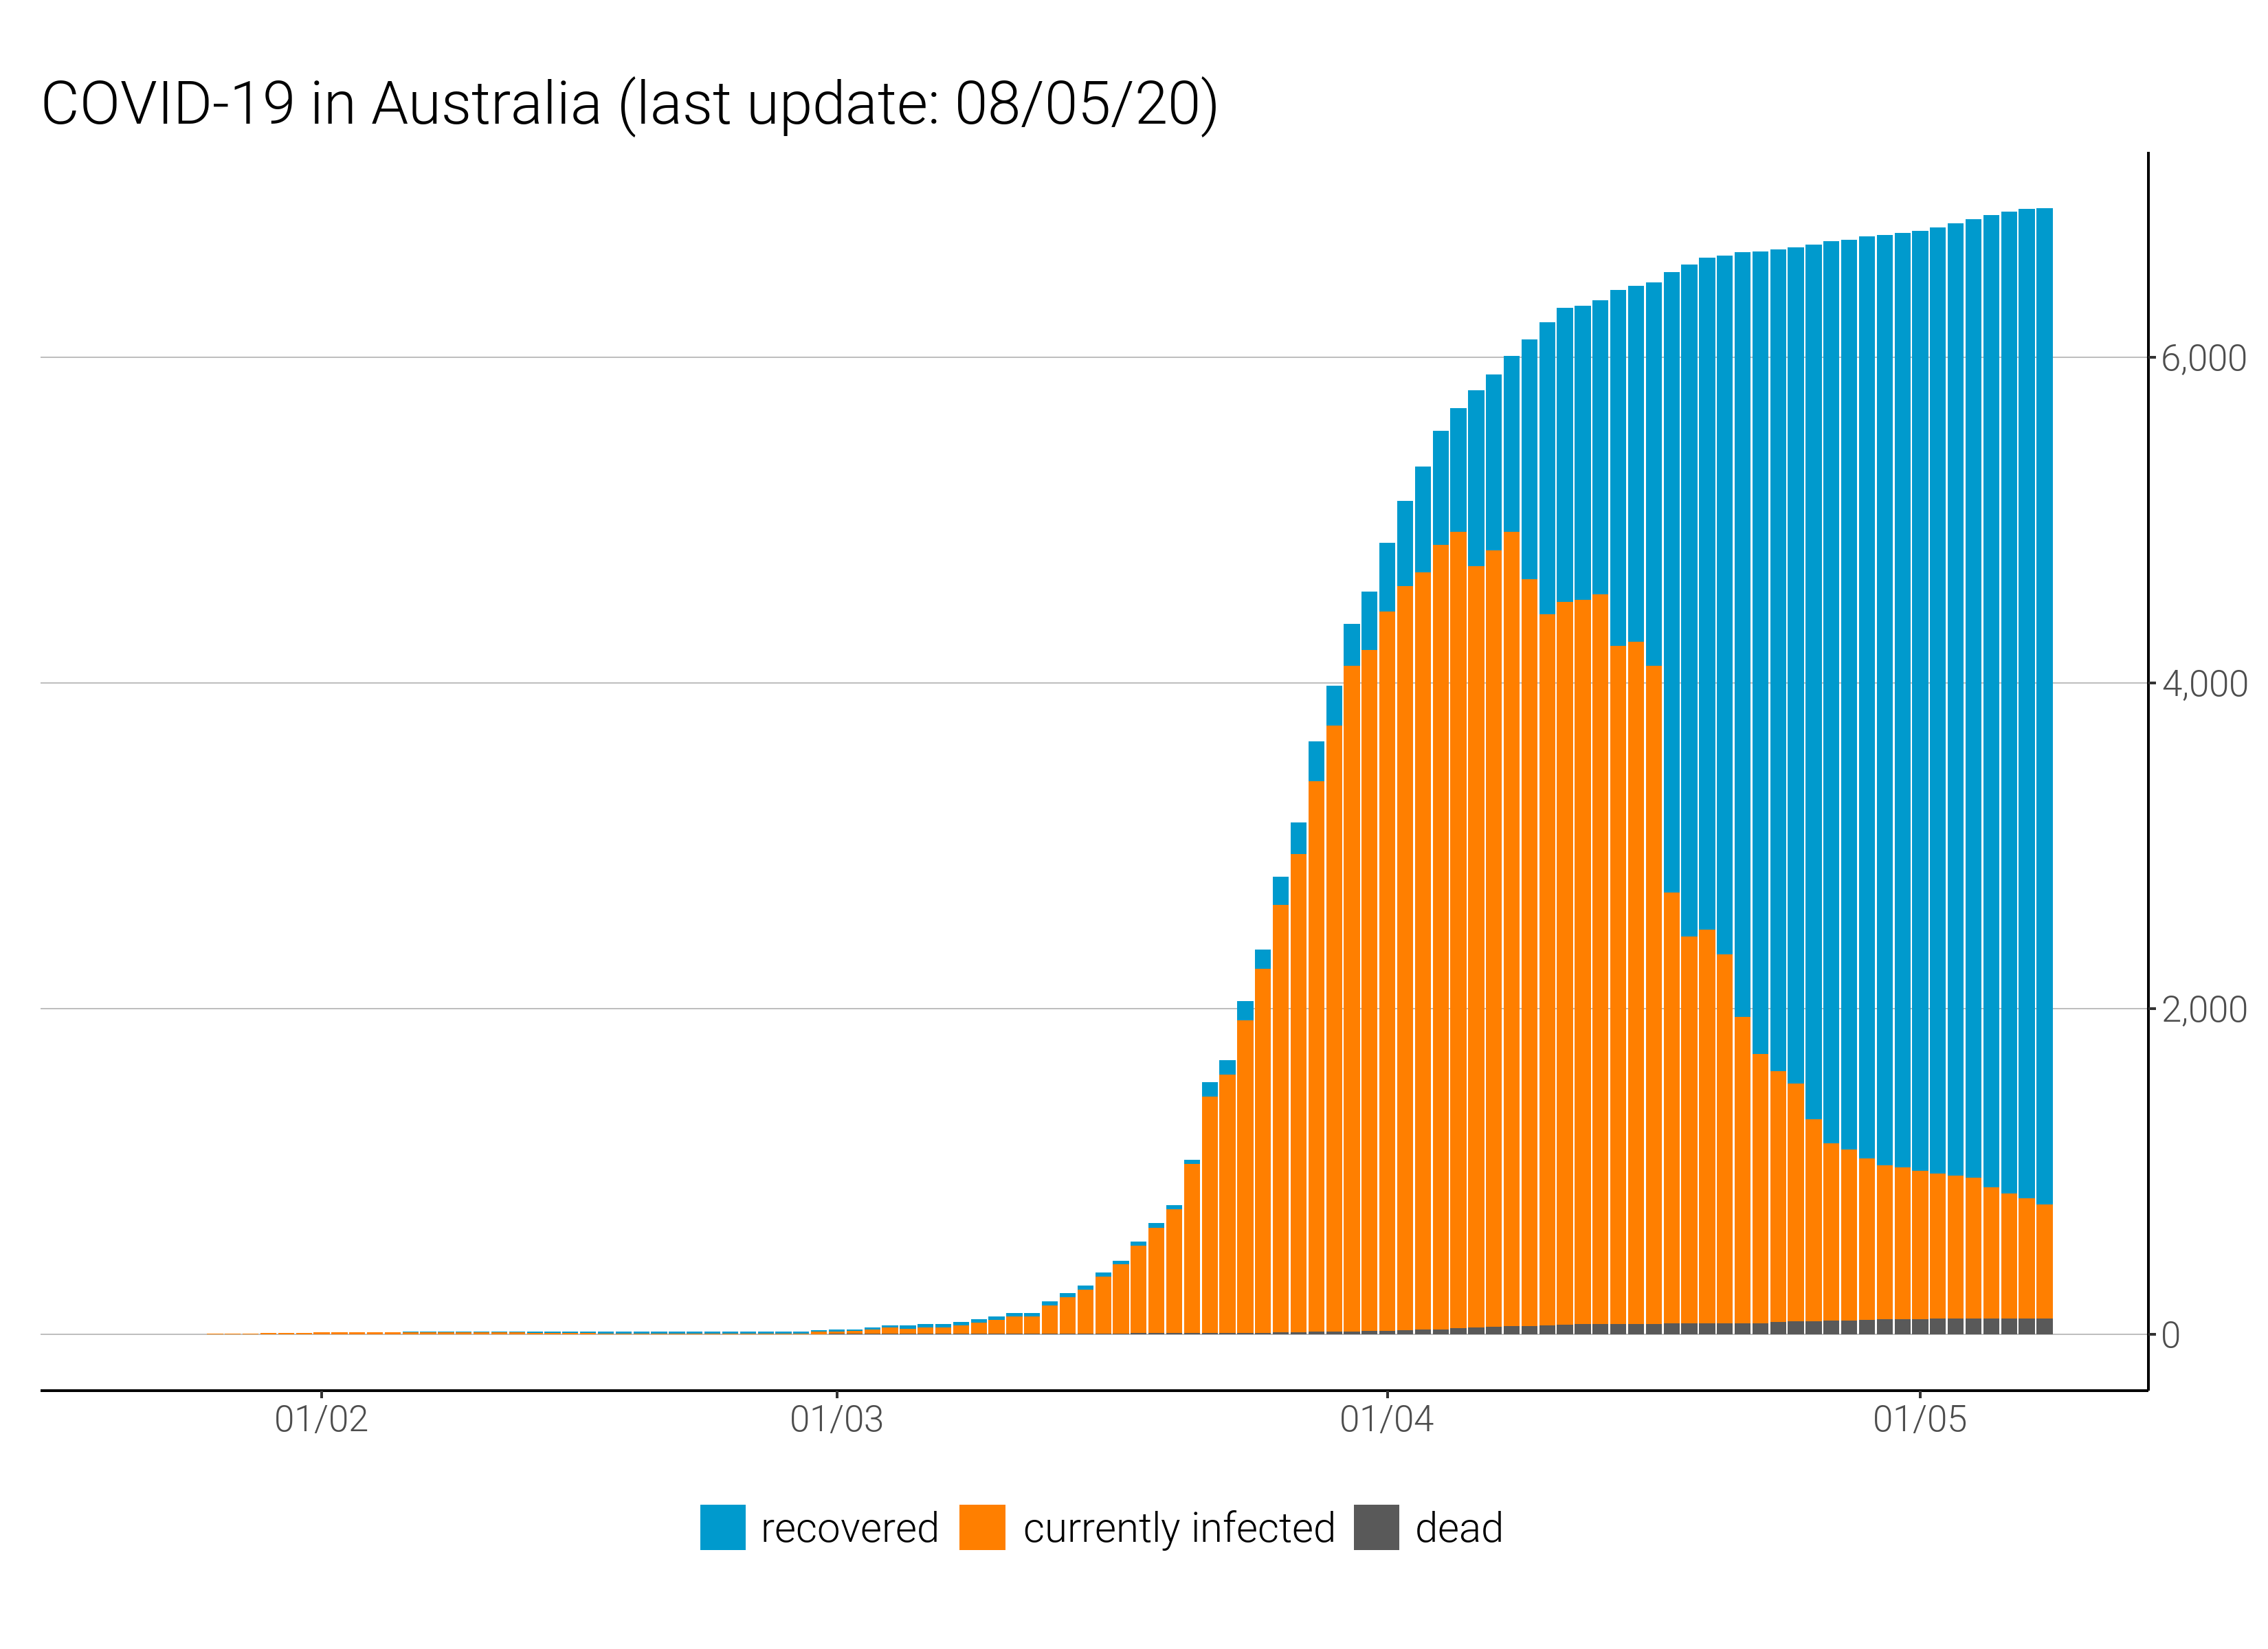 COVID-19 in Australia (last update: 08/05/20)
6,000
4,000
2,000
0
01/02 01/03 01/04 01/05
recovered currently infected dead